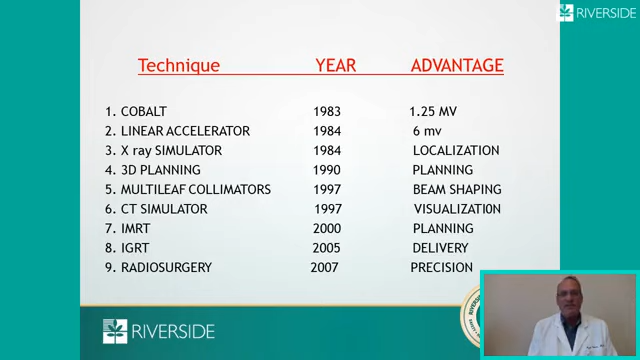 RIVERSIDE
Technique YEAR ADVANTAGE
1. COBALT 1983 1.25 MV
2. LINEAR ACCELERATOR 1984 6 mv
3. X ray SIMULATOR 1984 LOCALIZATION
4. 3D PLANNING 1990 PLANNING
5. MULTILEAF COLLIMATORS 1997 BEAM SHAPING
6. CT SIMULATOR 1997 VISUALIZATI0N
7. IMRT 2000 PLANNING
8. IGRT 2005 DELIVERY
9. RADIOSURGERY 2007 PRECISION
RIVERSIDE